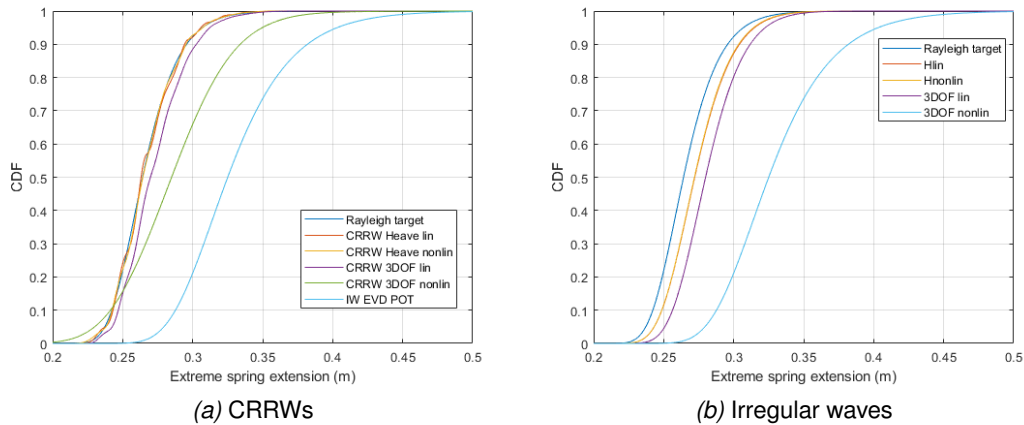 1
0.9
0.8
0.7
0.6
0.5
0.4
0.3
0.2
0.1
0
CDF
0.2 0.25 0.3 0.35 0.4 0.45 0.5
Extreme spring extension (m)
Rayleigh target
CRRW Heave lin
CRRW Heave nonlin
CRRW 3DOF lin
CRRW 3DOF nonlin
IW EVD POT
(a) CRRWs
1
0.9
0.8
0.7
0.6
0.5
0.4
0.3
0.2
0.1
0
CDF
0.2 0.25 0.3 0.35 0.4 0.45 0.5
Extreme spring extension (m)
Rayleigh target
Hlin
Hnonlin
3DOF lin
3DOF nonlin
(b) Irregular waves